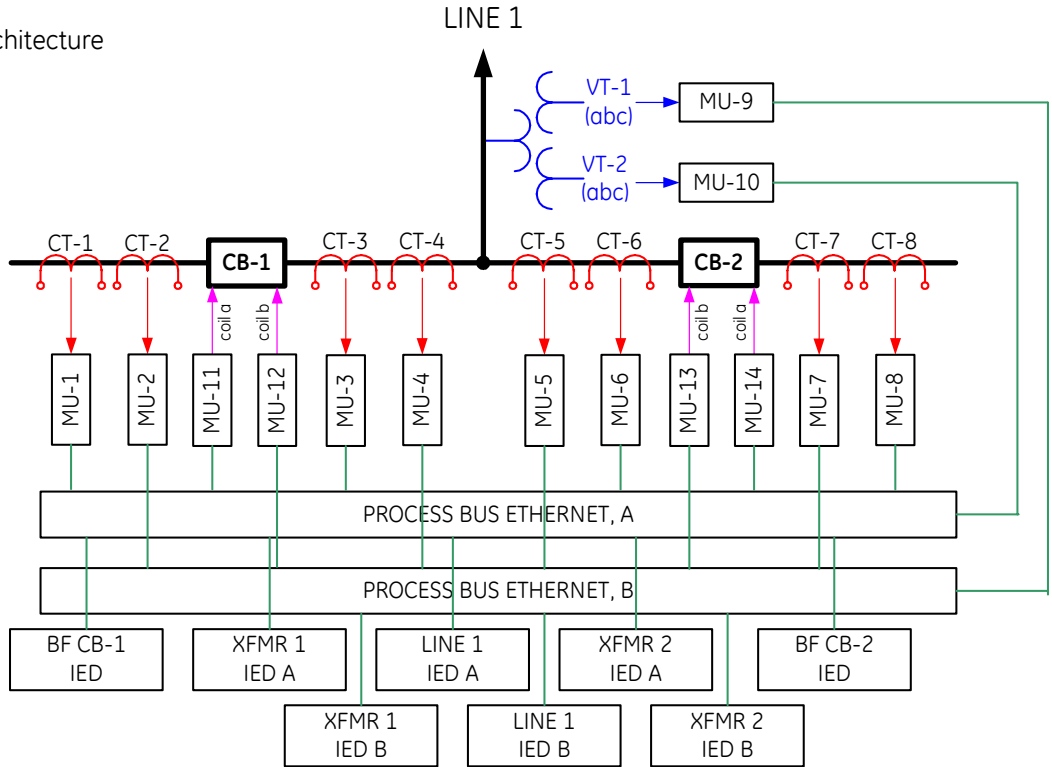 LINE 1
chitecture
VT-1
(abc)
MU-9
VT-2
(abc)
MU-10
CT-1
CT-2
CB-1
CT-3
CT-4
CT-5
CT-6
CB-2
CT-7
CT-8
coil a
coil b
coil b
coil a
MU-1
MU-2
MU-11
MU-12
MU-3
MU-4
MU-5
MU-6
MU-13
MU-14
MU-7
MU-8
PROCESS BUS ETHERNET, A
PROCESS BUS ETHERNET, B
BF CB-1
IED
XFMR 1
IED A
LINE 1
IED A
XFMR 2
IED A
BF CB-2
IED
XFMR 1
IED B
LINE 1
IED B
XFMR 2
IED B